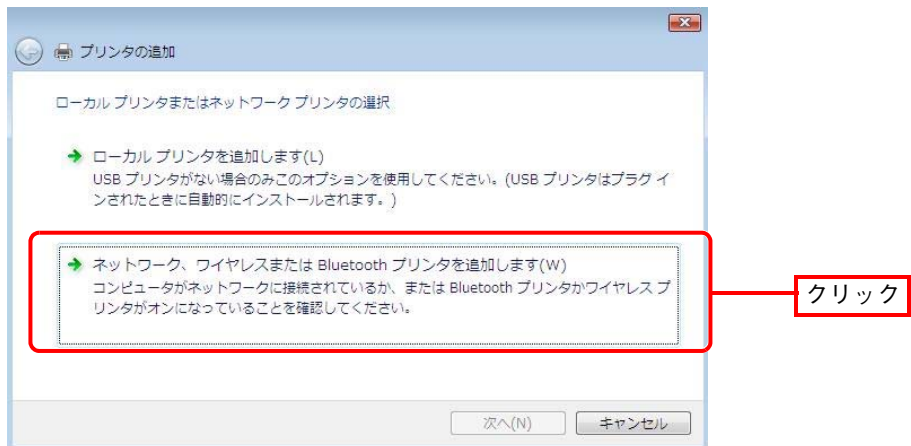 プリンタの追加
ローカル プリンタまたはネットワーク プリンタの選択
ローカル プリンタを追加します(L)
USB プリンタがない場合のみこのオプションを使用してください。(USB プリンタはプラグ イ
ンされたときに自動的にインストールされます。)
ネットワーク、ワイヤレスまたは Bluetooth プリンタを追加します(W)
コンピュータがネットワークに接続されているか、または Bluetooth プリンタかワイヤレス プ
リンタがオンになっていることを確認してください。
クリック
次へ(N) キャンセル